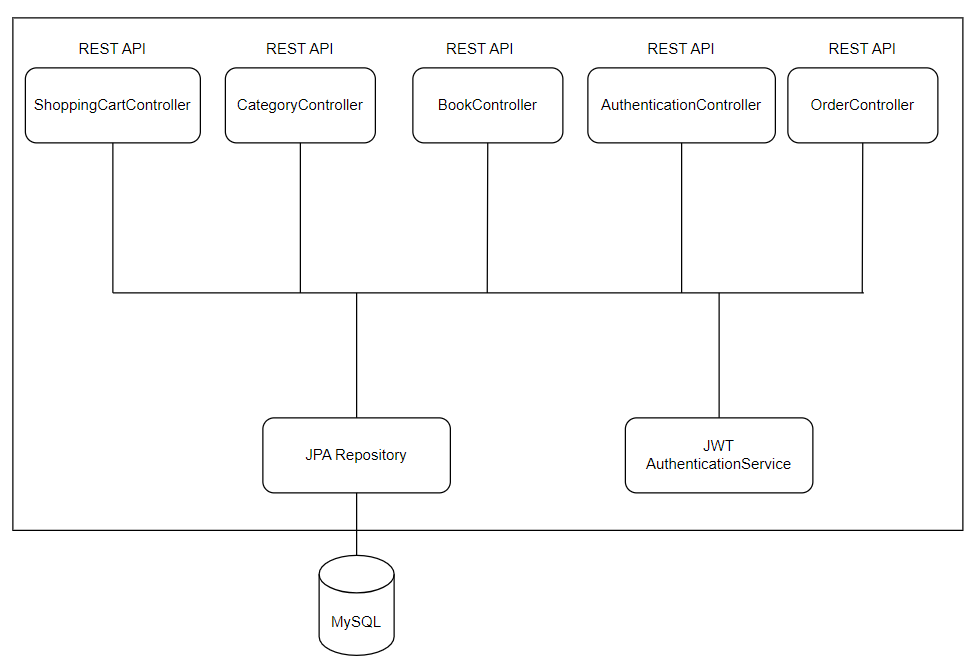 REST API
REST API
REST API
REST API
REST API
ShoppingCartController
CategoryController
BookController
AuthenticationController
OrderController
JPA Repository
JWT
AuthenticationService
MySQL